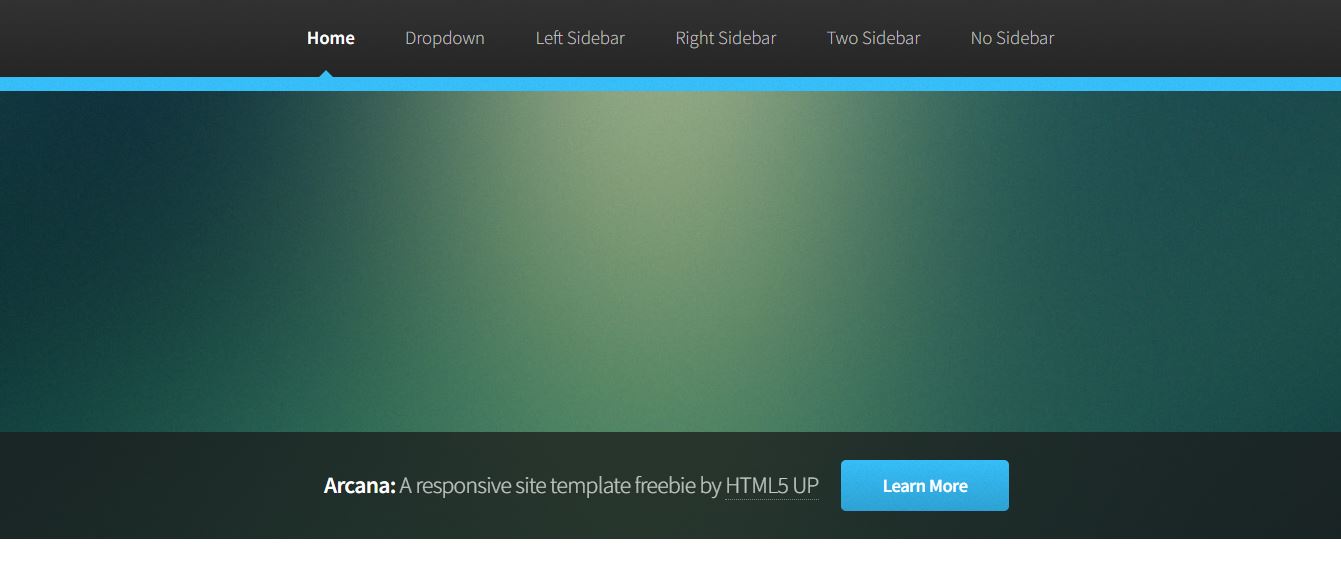 Home Dropdown Left Sidebar Right Sidebar Two Sidebar No Sidebar
Arcana: A responsive site template freebie by HTML5 UP Learn More